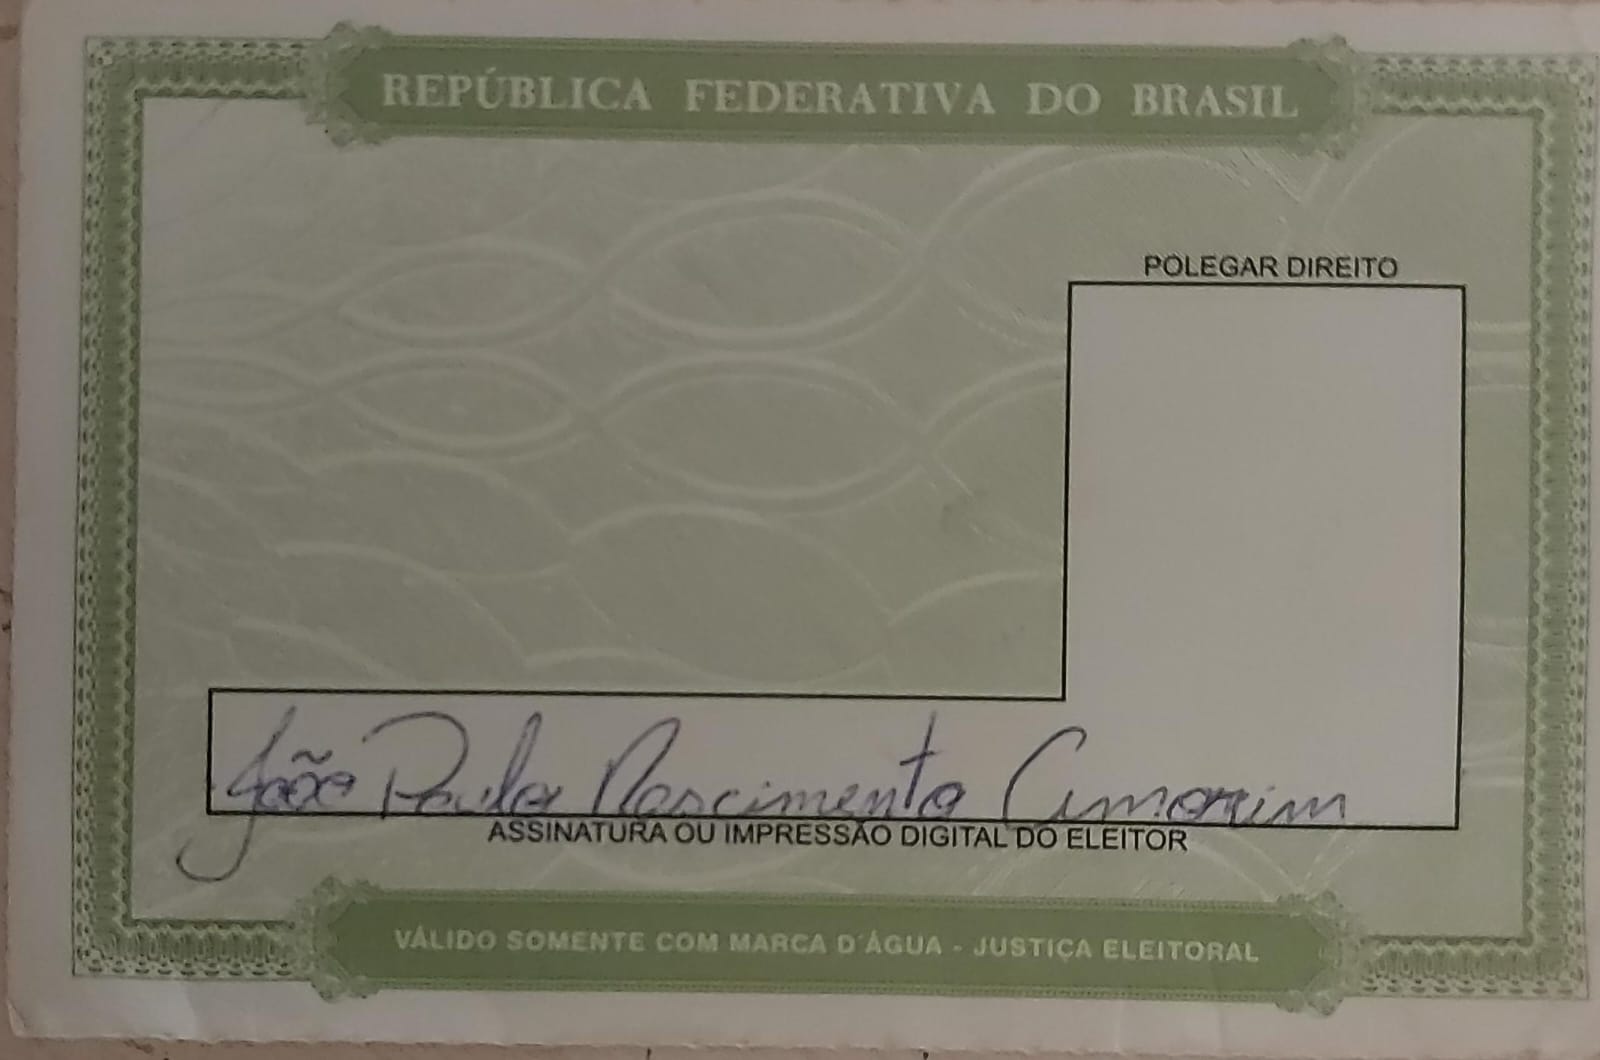 REPÚBLICA FEDERATIVA DO BRASIL
POLEGAR DIREITO
João Paulo Nascimento Amorim
ASSINATURA OU IMPRESSÃO DIGITAL DO ELEITOR
VÁLIDO SOMENTE COM MARCA D'ÁGUA - JUSTIÇA ELEITORAL